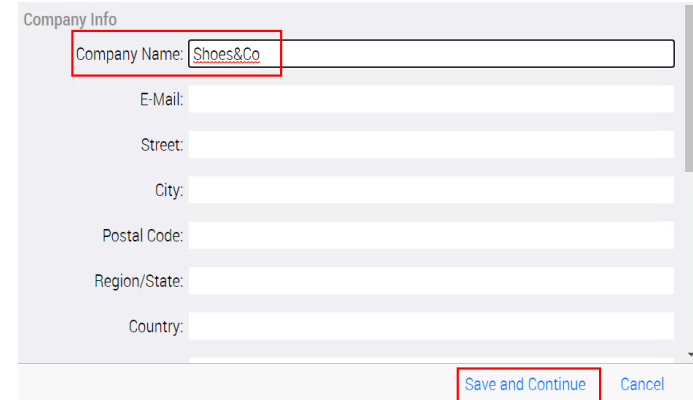 Company Info
Company Name: Shoes&Co
E-Mail:
Street:
City:
Postal Code:
Region/State:
Country:
Save and Continue Cancel